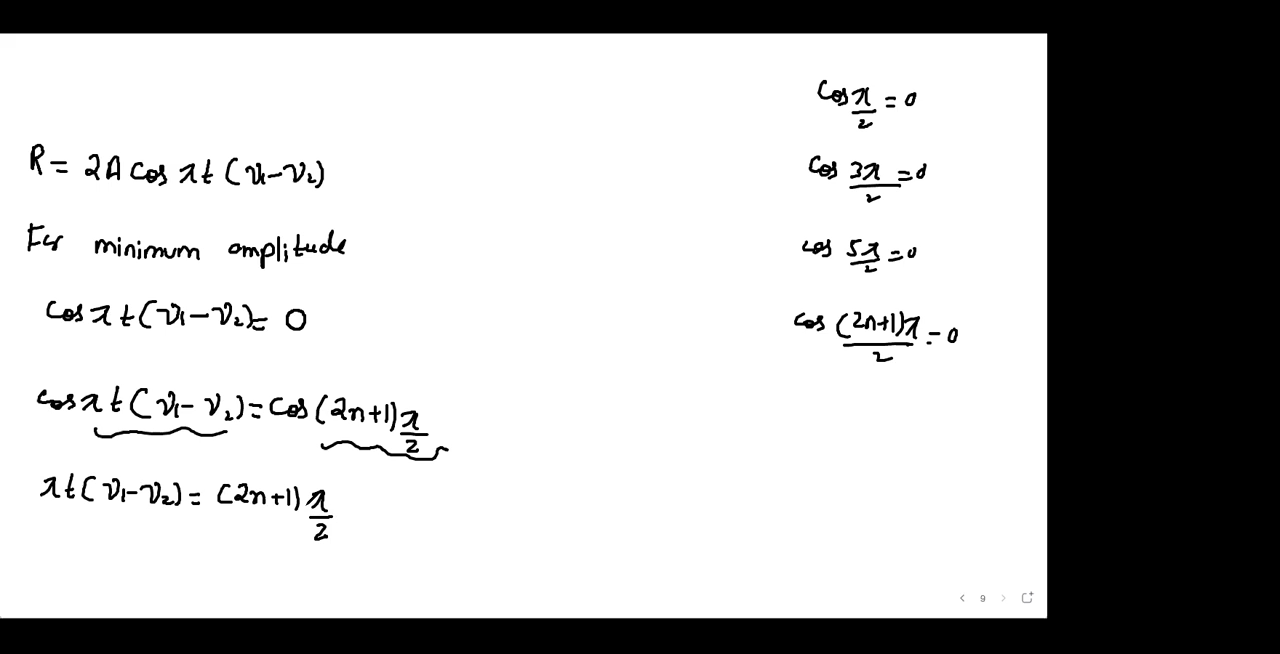 R = 2A cos πt (ν₁-ν₂)
For minimum amplitude
cos πt(ν₁-ν₂)= 0
cos πt(ν₁-ν₂)= cos (2n+1)π/2
πt(ν₁-ν₂) = (2n+1)π/2
cos π/2 = 0
cos 3π/2 = 0
cos 5π/2 = 0
cos (2n+1)π/2 = 0
< 9 >